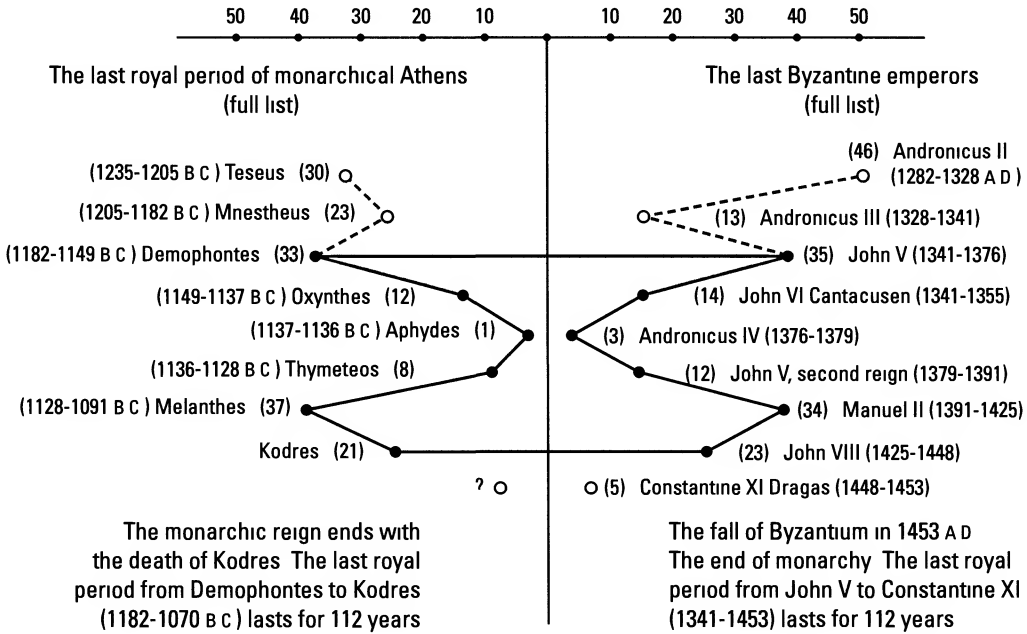 50 40 30 20 10 10 20 30 40 50
The last royal period of monarchical Athens
(full list)
The last Byzantine emperors
(full list)
(1235-1205 B C ) Teseus (30)
(46) Andronicus II
(1282-1328 A D )
(1205-1182 B C ) Mnestheus (23)
(13) Andronicus III (1328-1341)
(1182-1149 B C ) Demophontes (33)
(35) John V (1341-1376)
(1149-1137 B C ) Oxynthes (12)
(14) John VI Cantacusen (1341-1355)
(1137-1136 B C ) Aphydes (1)
(3) Andronicus IV (1376-1379)
(1136-1128 B C ) Thymeteos (8)
(12) John V, second reign (1379-1391)
(1128-1091 B C ) Melanthes (37)
(34) Manuel II (1391-1425)
Kodres (21)
(23) John VIII (1425-1448)
?
(5) Constantine XI Dragas (1448-1453)
The monarchic reign ends with
the death of Kodres The last royal
period from Demophontes to Kodres
(1182-1070 B C ) lasts for 112 years
The fall of Byzantium in 1453 A D
The end of monarchy The last royal
period from John V to Constantine XI
(1341-1453) lasts for 112 years